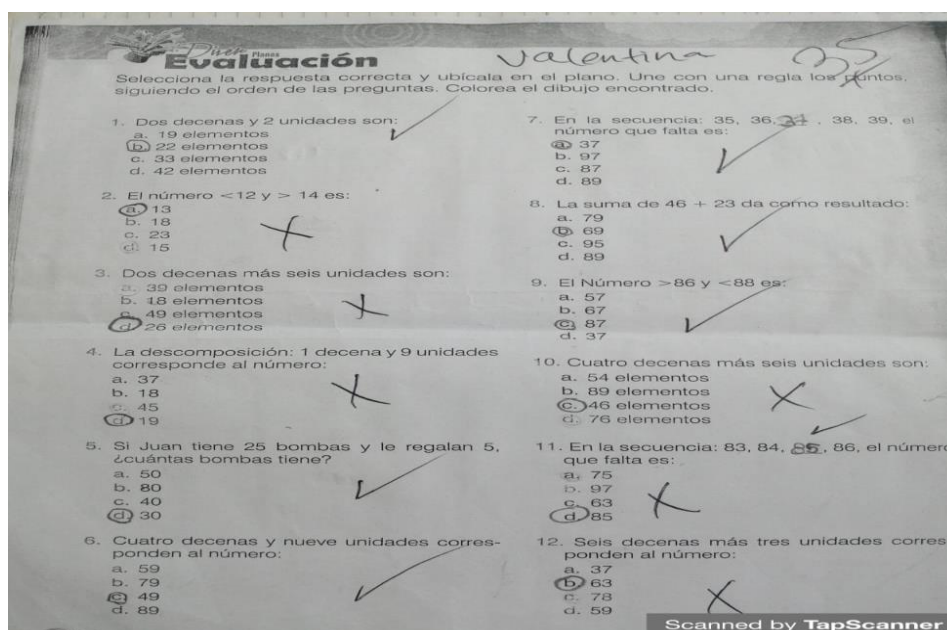 Planea
Evaluación
Valentina
35
Selecciona la respuesta correcta y ubícala en el plano. Une con una regla los puntos,
siguiendo el orden de las preguntas. Colorea el dibujo encontrado.
1. Dos decenas y 2 unidades son:
a. 19 elementos
b. 22 elementos
c. 33 elementos
d. 42 elementos
2. El número <12 y > 14 es:
a. 13
b. 18
c. 23
d. 15
3. Dos decenas más seis unidades son:
a. 39 elementos
b. 18 elementos
c. 49 elementos
d. 26 elementos
4. La descomposición: 1 decena y 9 unidades
corresponde al número:
a. 37
b. 18
c. 45
d. 19
5. Si Juan tiene 25 bombas y le regalan 5,
¿cuántas bombas tiene?
a. 50
b. 80
c. 40
d. 30
6. Cuatro decenas y nueve unidades corres-
ponden al número:
a. 59
b. 79
c. 49
d. 89
7. En la secuencia: 35, 36, 37, 38, 39, el
número que falta es:
a. 37
b. 97
c. 87
d. 89
8. La suma de 46 + 23 da como resultado:
a. 79
b. 69
c. 95
d. 89
9. El Número >86 y <88 es:
a. 57
b. 67
c. 87
d. 37
10. Cuatro decenas más seis unidades son:
a. 54 elementos
b. 89 elementos
c. 46 elementos
d. 76 elementos
11. En la secuencia: 83, 84, 85, 86, el número
que falta es:
a. 75
b. 97
c. 63
d. 85
12. Seis decenas más tres unidades corres
ponden al número:
a. 37
b. 63
c. 78
d. 59
Scanned by TapScanner